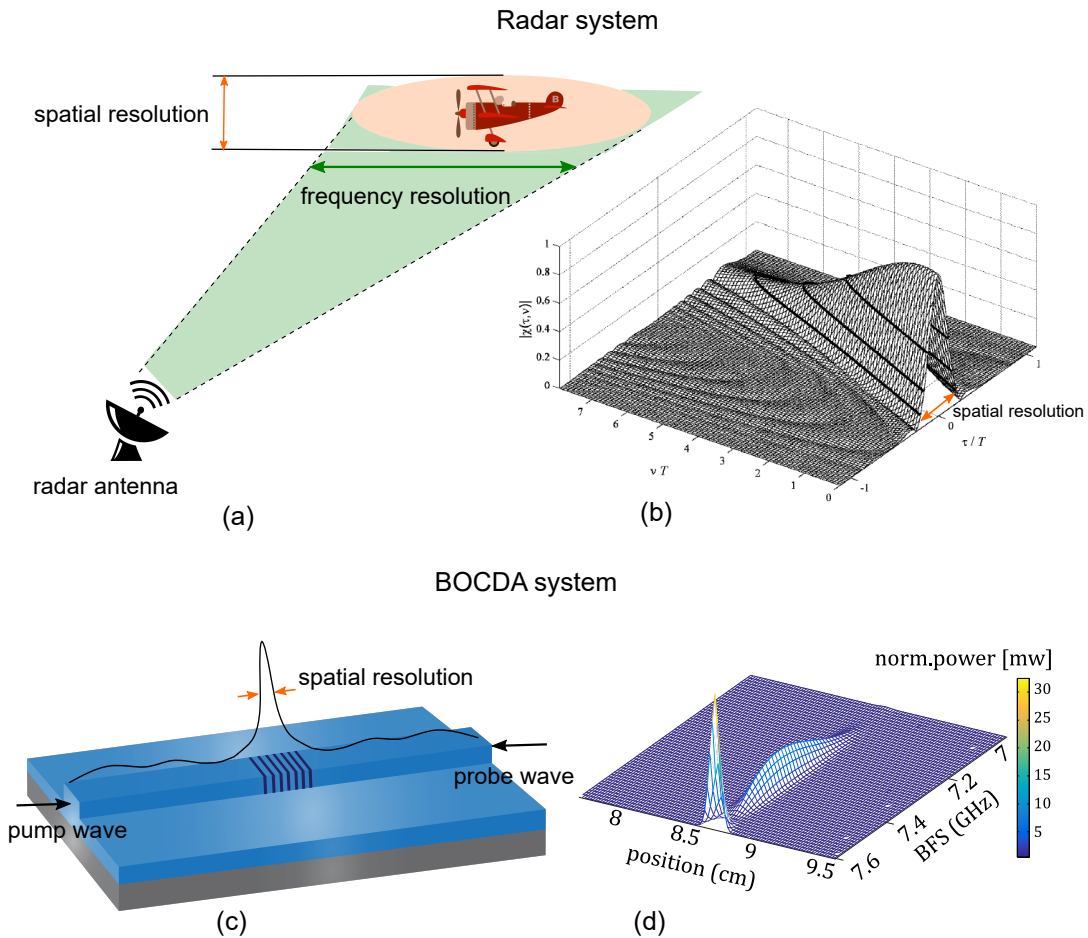 Radar system
spatial resolution
B
frequency resolution
radar antenna
(a)
1
0.8
0.6
0.4
0.2
0
|χ(τ,ν)|
7
6
5
4
3
2
1
0
ν T
-1
0
1
τ / T
spatial resolution
(b)
BOCDA system
spatial resolution
probe wave
pump wave
(c)
norm.power [mw]
30
25
20
15
10
5
8
8.5
9
9.5
position (cm)
7.6
7.4
7.2
7
BFS (GHz)
(d)